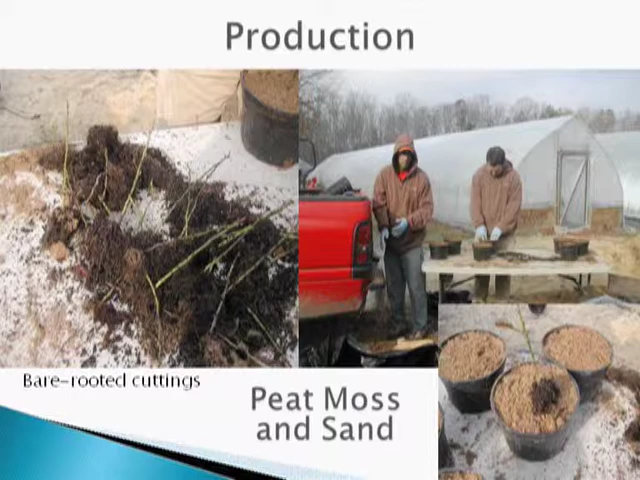 Production
Bare-rooted cuttings
Peat Moss
and Sand